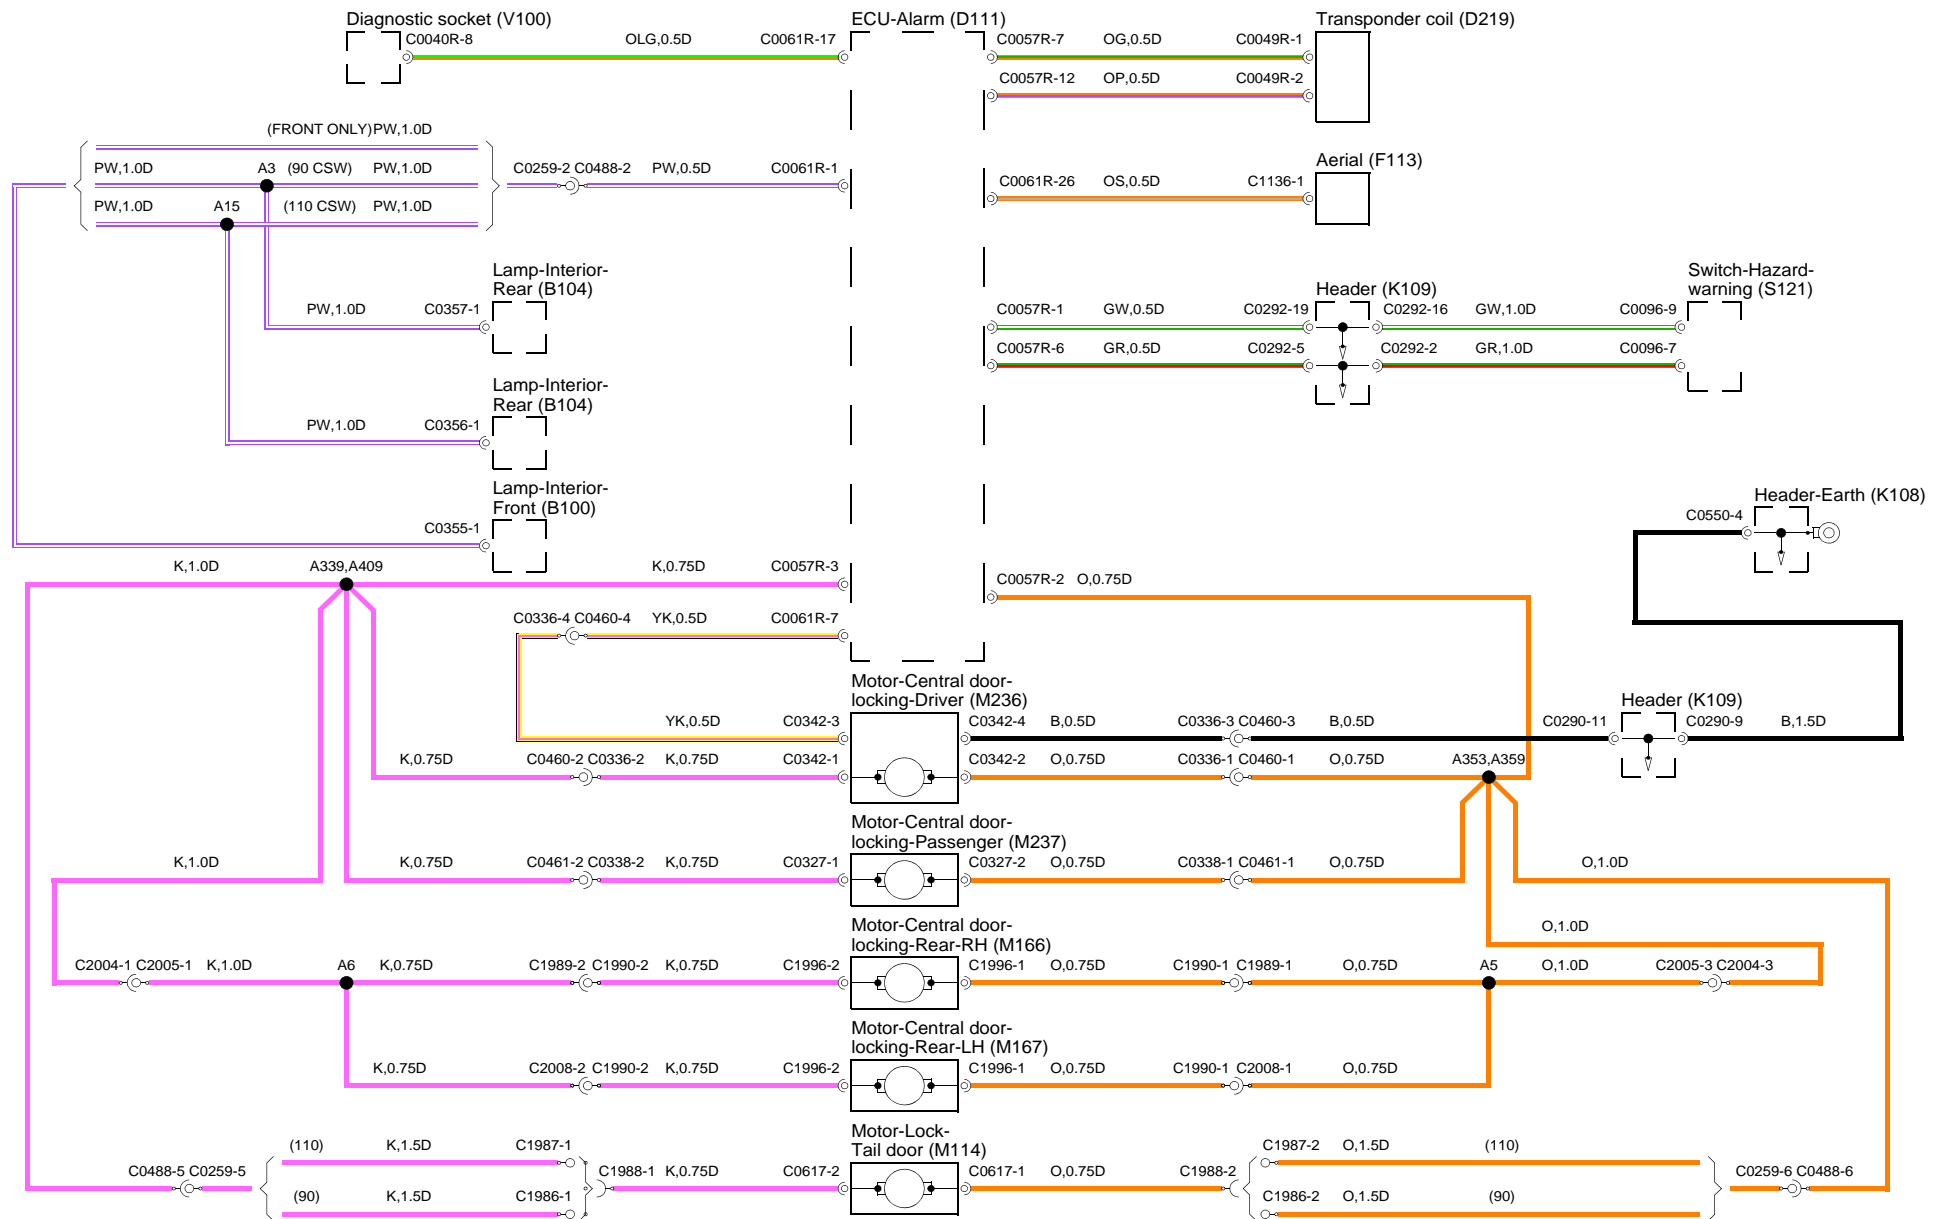 Diagnostic socket (V100)
ECU-Alarm (D111)
Transponder coil (D219)
C0040R-8 OLG,0.5D C0061R-17
C0057R-7 OG,0.5D C0049R-1
C0057R-12 OP,0.5D C0049R-2
(FRONT ONLY) PW,1.0D
PW,1.0D A3 (90 CSW) PW,1.0D
C0259-2 C0488-2 PW,0.5D C0061R-1
Aerial (F113)
C0061R-26 OS,0.5D C1136-1
PW,1.0D A15 (110 CSW) PW,1.0D
Lamp-Interior-
Rear (B104)
PW,1.0D C0357-1
Header (K109)
Switch-Hazard-
warning (S121)
C0057R-1 GW,0.5D C0292-19
C0292-16 GW,1.0D C0096-9
C0057R-6 GR,0.5D C0292-5
C0292-2 GR,1.0D C0096-7
Lamp-Interior-
Rear (B104)
PW,1.0D C0356-1
Lamp-Interior-
Front (B100)
C0355-1
Header-Earth (K108)
C0550-4
K,1.0D A339,A409 K,0.75D C0057R-3
C0057R-2 O,0.75D
C0336-4 C0460-4 YK,0.5D C0061R-7
Motor-Central door-
locking-Driver (M236)
Header (K109)
YK,0.5D C0342-3
C0342-4 B,0.5D C0336-3 C0460-3 B,0.5D C0290-11
C0290-9 B,1.5D
K,0.75D C0460-2 C0336-2 K,0.75D C0342-1
C0342-2 O,0.75D C0336-1 C0460-1 O,0.75D A353,A359
Motor-Central door-
locking-Passenger (M237)
K,1.0D K,0.75D C0461-2 C0338-2 K,0.75D C0327-1
C0327-2 O,0.75D C0338-1 C0461-1 O,0.75D O,1.0D
Motor-Central door-
locking-Rear-RH (M166)
O,1.0D
C2004-1 C2005-1 K,1.0D A6 K,0.75D C1989-2 C1990-2 K,0.75D C1996-2
C1996-1 O,0.75D C1990-1 C1989-1 O,0.75D A5 O,1.0D C2005-3 C2004-3
Motor-Central door-
locking-Rear-LH (M167)
K,0.75D C2008-2 C1990-2 K,0.75D C1996-2
C1996-1 O,0.75D C1990-1 C2008-1 O,0.75D
Motor-Lock-
Tail door (M114)
(110) K,1.5D C1987-1
C1987-2 O,1.5D (110)
C0488-5 C0259-5
C1988-1 K,0.75D C0617-2
C0617-1 O,0.75D C1988-2
C0259-6 C0488-6
(90) K,1.5D C1986-1
C1986-2 O,1.5D (90)